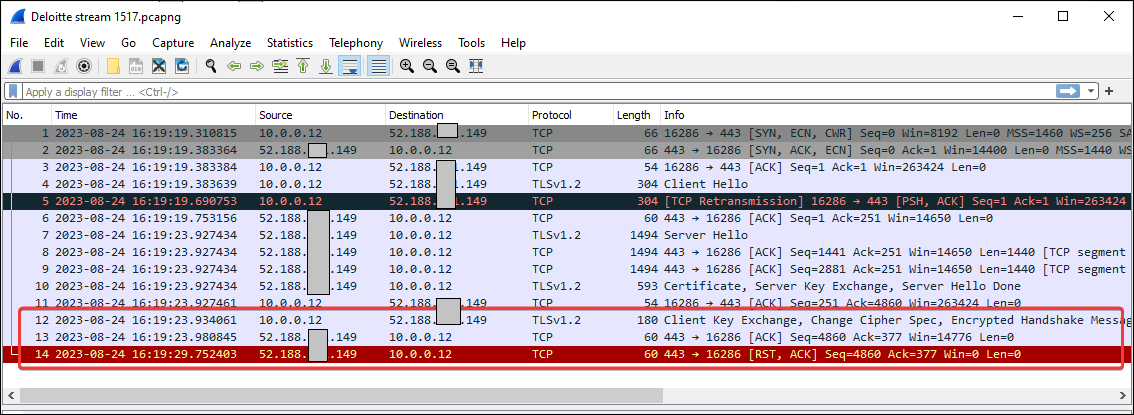 Deloitte stream 1517.pcapng
File Edit View Go Capture Analyze Statistics Telephony Wireless Tools Help
Apply a display filter ... <Ctrl-/>
No. Time Source Destination Protocol Length Info
1 2023-08-24 16:19:19.310815 10.0.0.12 52.188. .149 TCP 66 16286 → 443 [SYN, ECN, CWR] Seq=0 Win=8192 Len=0 MSS=1460 WS=256 SA
2 2023-08-24 16:19:19.383364 52.188. .149 10.0.0.12 TCP 66 443 → 16286 [SYN, ACK, ECN] Seq=0 Ack=1 Win=14400 Len=0 MSS=1440 WS
3 2023-08-24 16:19:19.383384 10.0.0.12 52.188. .149 TCP 54 16286 → 443 [ACK] Seq=1 Ack=1 Win=263424 Len=0
4 2023-08-24 16:19:19.383639 10.0.0.12 52.188. .149 TLSv1.2 304 Client Hello
5 2023-08-24 16:19:19.690753 10.0.0.12 52.188. .149 TCP 304 [TCP Retransmission] 16286 → 443 [PSH, ACK] Seq=1 Ack=1 Win=263424
6 2023-08-24 16:19:19.753156 52.188. .149 10.0.0.12 TCP 60 443 → 16286 [ACK] Seq=1 Ack=251 Win=14650 Len=0
7 2023-08-24 16:19:23.927434 52.188. .149 10.0.0.12 TLSv1.2 1494 Server Hello
8 2023-08-24 16:19:23.927434 52.188. .149 10.0.0.12 TCP 1494 443 → 16286 [ACK] Seq=1441 Ack=251 Win=14650 Len=1440 [TCP segment
9 2023-08-24 16:19:23.927434 52.188. .149 10.0.0.12 TCP 1494 443 → 16286 [ACK] Seq=2881 Ack=251 Win=14650 Len=1440 [TCP segment
10 2023-08-24 16:19:23.927434 52.188. .149 10.0.0.12 TLSv1.2 593 Certificate, Server Key Exchange, Server Hello Done
11 2023-08-24 16:19:23.927461 10.0.0.12 52.188. .149 TCP 54 16286 → 443 [ACK] Seq=251 Ack=4860 Win=263424 Len=0
12 2023-08-24 16:19:23.934061 10.0.0.12 52.188. .149 TLSv1.2 180 Client Key Exchange, Change Cipher Spec, Encrypted Handshake Messag
13 2023-08-24 16:19:23.980845 52.188. .149 10.0.0.12 TCP 60 443 → 16286 [ACK] Seq=4860 Ack=377 Win=14776 Len=0
14 2023-08-24 16:19:29.752403 52.188. .149 10.0.0.12 TCP 60 443 → 16286 [RST, ACK] Seq=4860 Ack=377 Win=0 Len=0